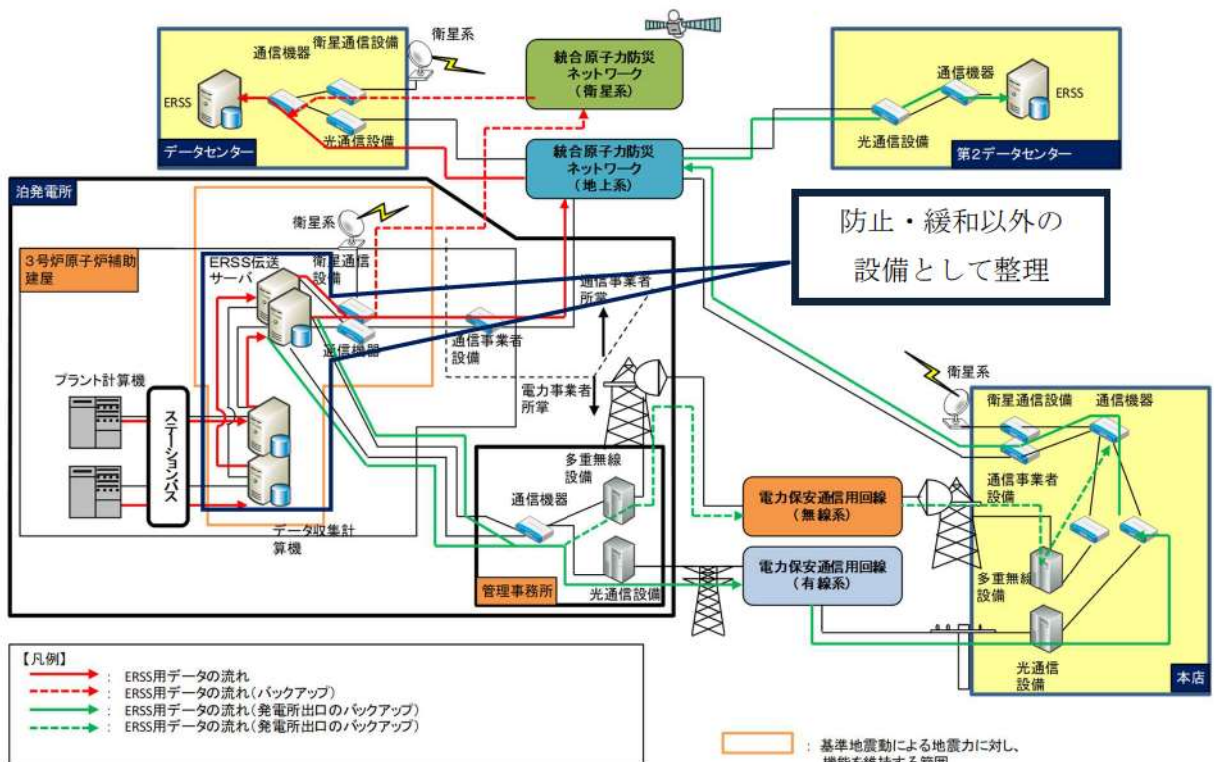 通信機器
衛星通信設備
衛星系
ERSS
光通信設備
データセンター
統合原子力防災
ネットワーク
(衛星系)
統合原子力防災
ネットワーク
(地上系)
通信機器
ERSS
光通信設備
第2データセンター
防止・緩和以外の
設備として整理
泊発電所
3号炉原子炉補助
建屋
衛星系
ERSS伝送
サーバ
衛星通信
設備
通信機器
通信事業者
設備
通信事業者
所掌
電力事業者
所掌
プラント計算機
ステーションバス
データ収集計
算機
多重無線
設備
通信機器
光通信設備
管理事務所
電力保安通信用回線
(無線系)
電力保安通信用回線
(有線系)
衛星系
衛星通信設備
通信機器
通信事業者
設備
多重無線
設備
光通信
設備
本店
【凡例】
: ERSS用データの流れ
: ERSS用データの流れ(バックアップ)
: ERSS用データの流れ(発電所出口のバックアップ)
: ERSS用データの流れ(発電所出口のバックアップ)
: 基準地震動による地震力に対し、
機能を維持する範囲